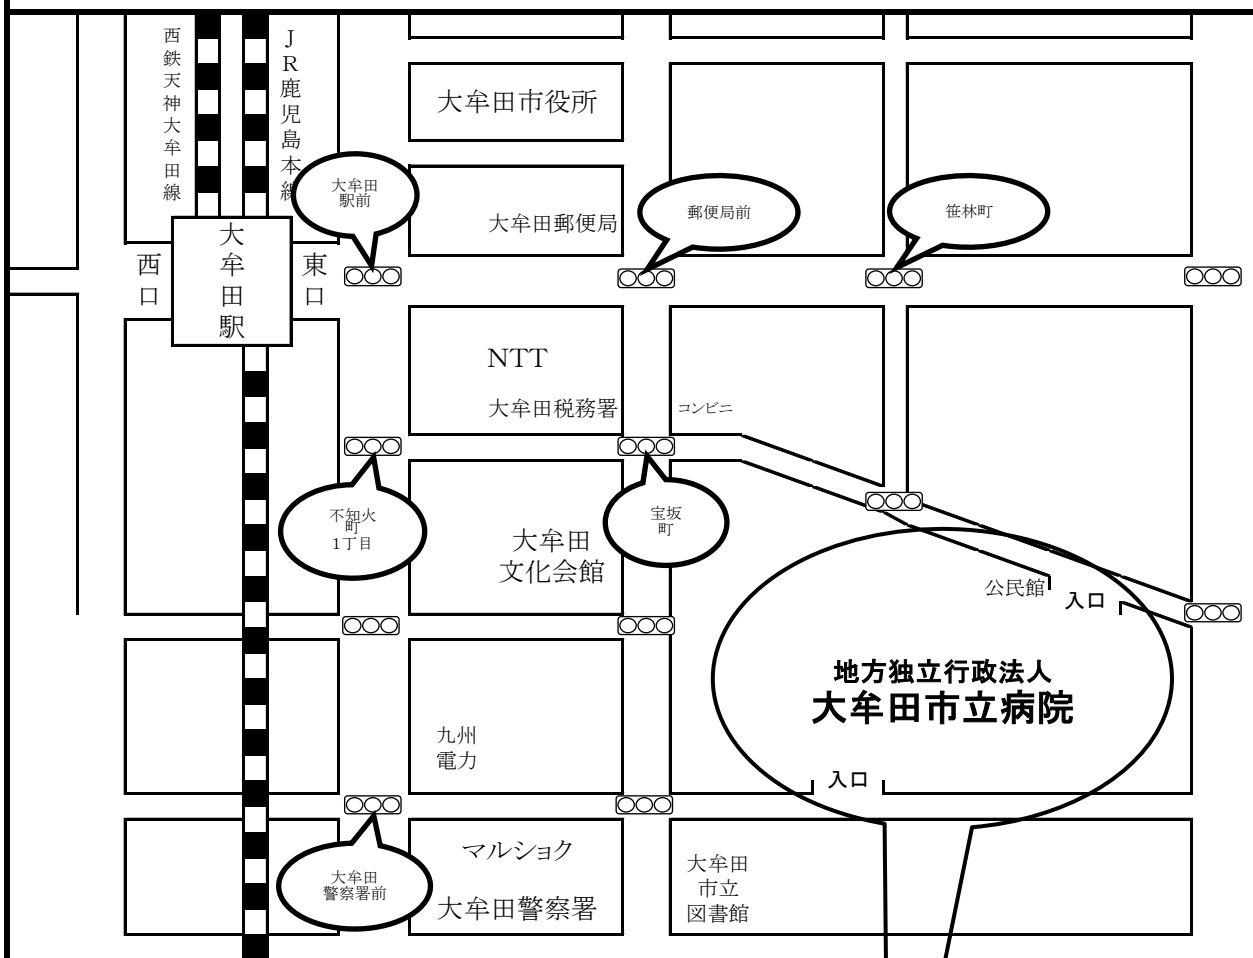 西鉄天神大牟田線
JR鹿児島本線
大牟田市役所
大牟田
駅前
大牟田郵便局
郵便局前
笹林町
大牟田駅
西口
東口
NTT
大牟田税務署
コンビニ
不知火
町
1丁目
宝坂
町
大牟田
文化会館
公民館
入口
地方独立行政法人
大牟田市立病院
九州
電力
入口
マルショク
大牟田
警察署前
大牟田警察署
大牟田
市立
図書館